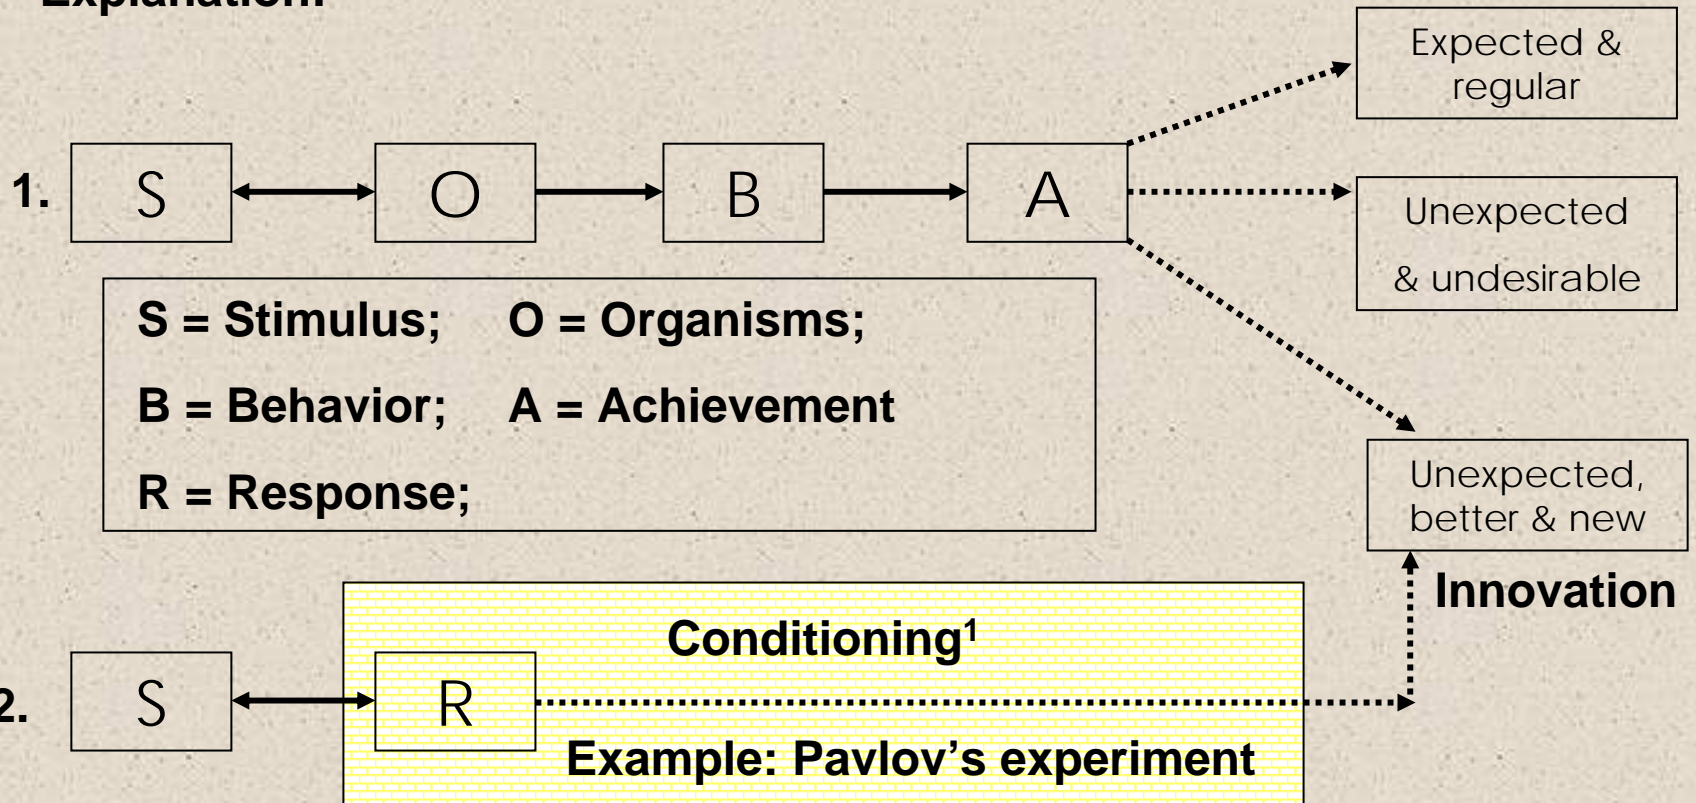 Explanation:
Expected &
regular
1.
S
O
B
A
Unexpected
& undesirable
S = Stimulus; O = Organisms;
B = Behavior; A = Achievement
R = Response;
Unexpected,
better & new
Innovation
Conditioning¹
2.
S
R
Example: Pavlov’s experiment